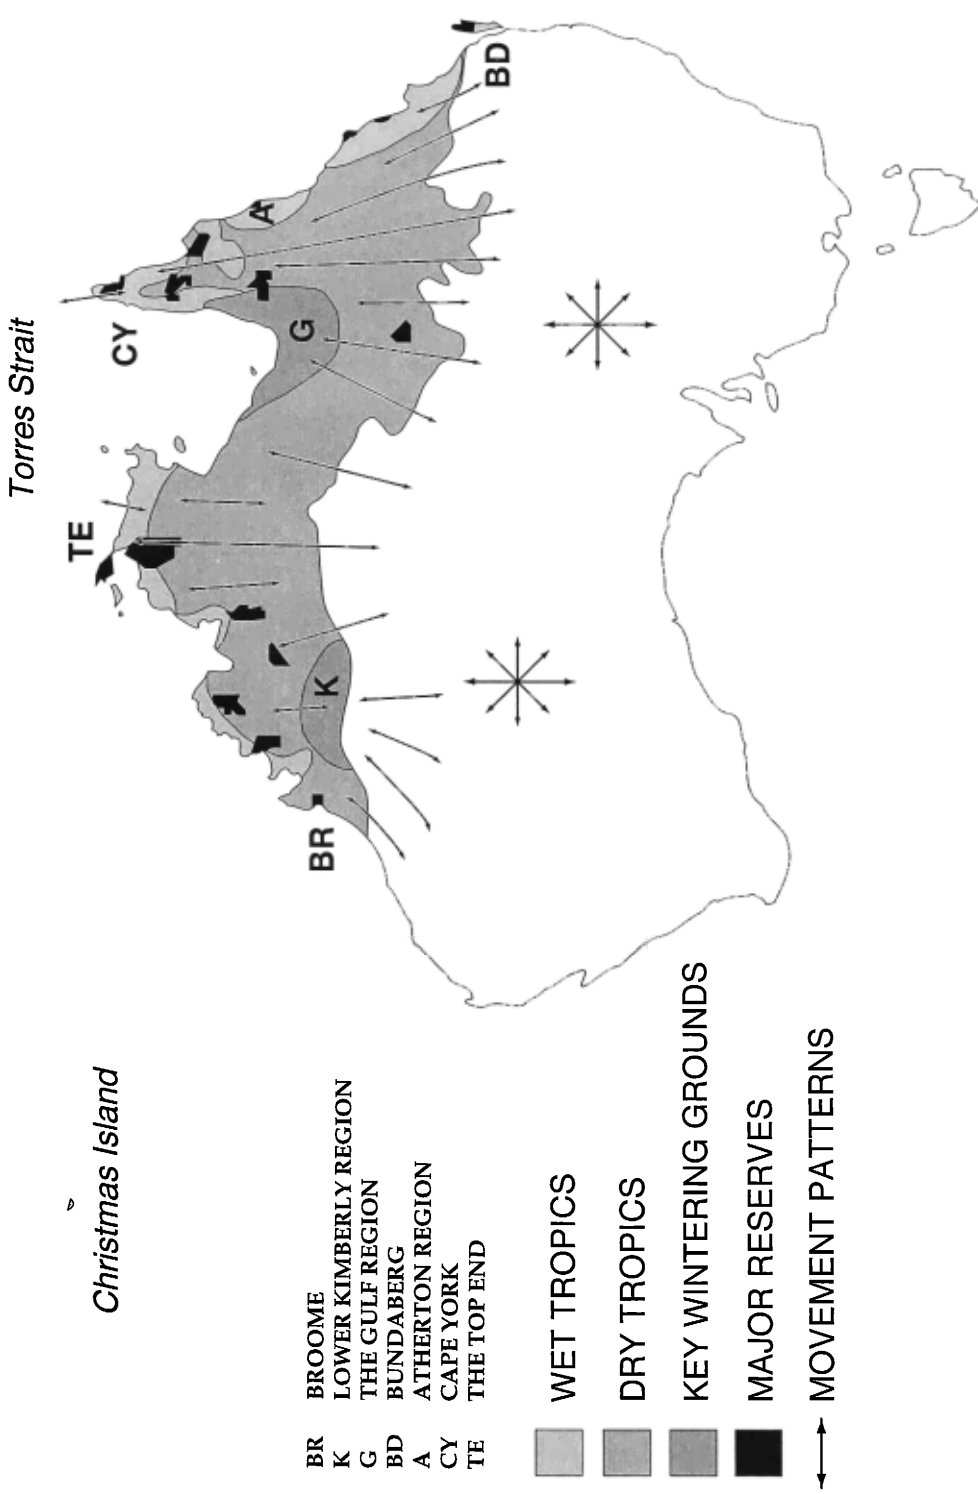 Torres Strait
Christmas Island
CY
TE
A
G
K
BR
BD
BR BROOME
K LOWER KIMBERLY REGION
G THE GULF REGION
BD BUNDABERG
A ATHERTON REGION
CY CAPE YORK
TE THE TOP END
WET TROPICS
DRY TROPICS
KEY WINTERING GROUNDS
MAJOR RESERVES
MOVEMENT PATTERNS